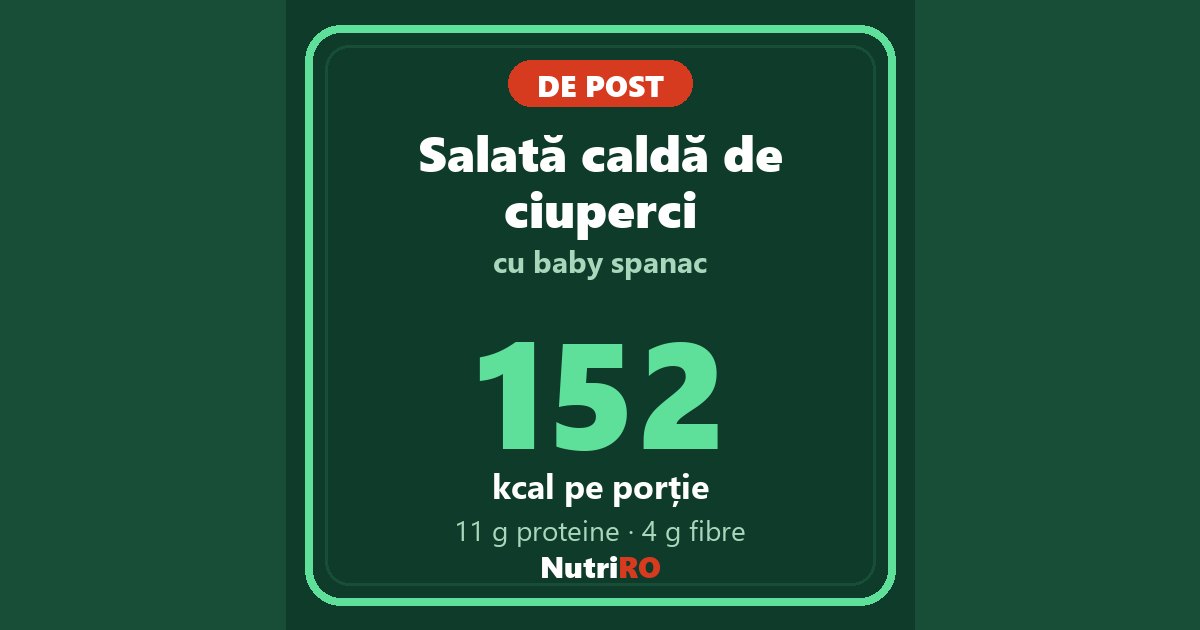 DE POST
Salată caldă de
ciuperci
cu baby spanac
152
kcal pe porție
11 g proteine · 4 g fibre
NutriRO